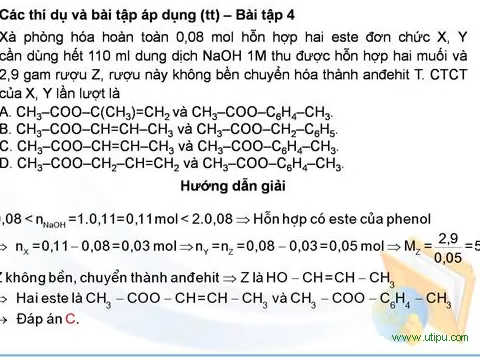 Các thí dụ và bài tập áp dụng (tt) – Bài tập 4
Xà phòng hóa hoàn toàn 0,08 mol hỗn hợp hai este đơn chức X, Y
cần dùng hết 110 ml dung dịch NaOH 1M thu được hỗn hợp hai muối và
2,9 gam rượu Z, rượu này không bền chuyển hóa thành anđehit T. CTCT
của X, Y lần lượt là
A. CH₃–COO–C(CH₃)=CH₂ và CH₃–COO–C₆H₄–CH₃.
B. CH₃–COO–CH=CH–CH₃ và CH₃–COO–CH₂–C₆H₅.
C. CH₃–COO–CH=CH–CH₃ và CH₃–COO–C₆H₄–CH₃.
D. CH₃–COO–CH₂–CH=CH₂ và CH₃–COO–C₆H₄–CH₃.
Hướng dẫn giải
0,08 < n_NaOH = 1.0,11 = 0,11 mol < 2.0,08 ⇒ Hỗn hợp có este của phenol
⇒ n_X = 0,11 – 0,08 = 0,03 mol ⇒ n_Y = n_Z = 0,08 – 0,03 = 0,05 mol ⇒ M_Z = 2,9/0,05 = 5
Z không bền, chuyển thành anđehit ⇒ Z là HO – CH = CH – CH₃
⇒ Hai este là CH₃ – COO – CH = CH – CH₃ và CH₃ – COO – C₆H₄ – CH₃
→ Đáp án C.
www.utipu.com